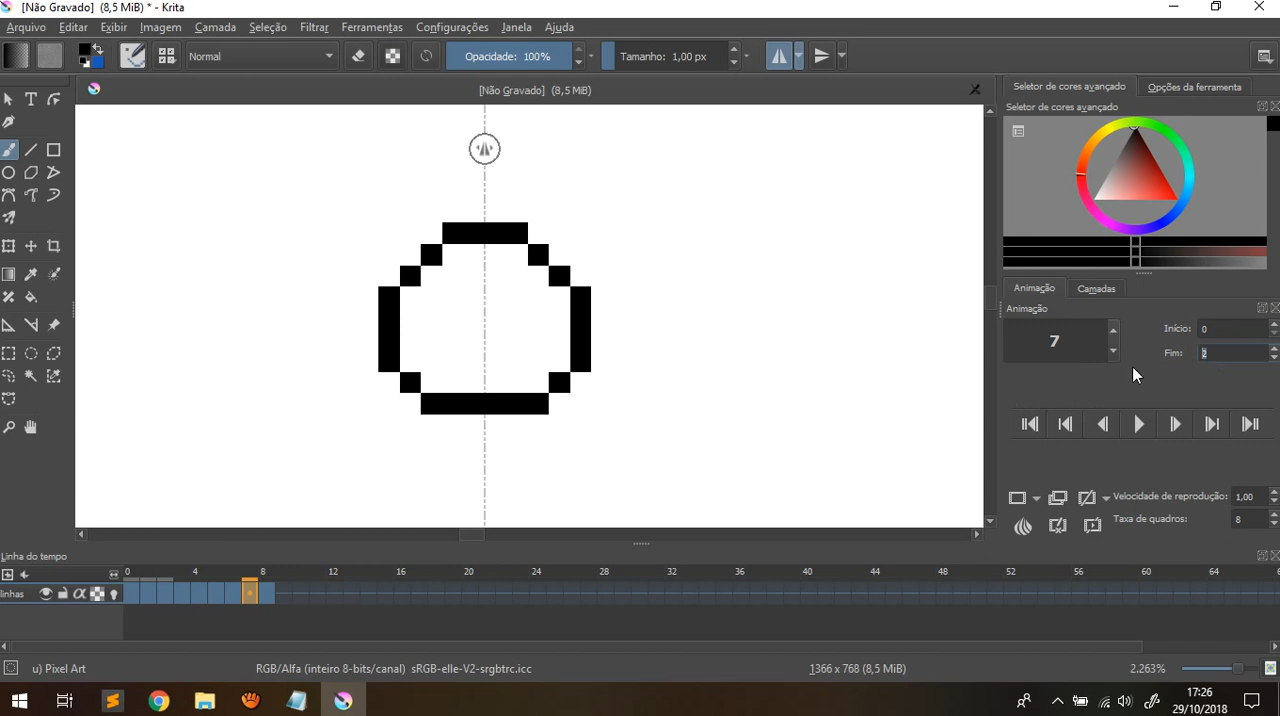 [Não Gravado] (8,5 MiB) * - Krita
Arquivo Editar Exibir Imagem Camada Seleção Filtrar Ferramentas Configurações Janela Ajuda
Normal Opacidade: 100% Tamanho: 1,00 px
[Não Gravado] (8,5 MiB)
Seletor de cores avançado Opções da ferramenta
Seletor de cores avançado
Animação Camadas
Animação
7 Início: 0
Fim: 2
Velocidade de reprodução: 1,00
Taxa de quadros: 8
Linha do tempo
0 4 8 12 16 20 24 28 32 36 40 44 48 52 56 60 64 6
linhas
u) Pixel Art RGB/Alfa (inteiro 8-bits/canal) sRGB-elle-V2-srgbtrc.icc 1366 x 768 (8,5 MiB) 2.263%
17:26
29/10/2018